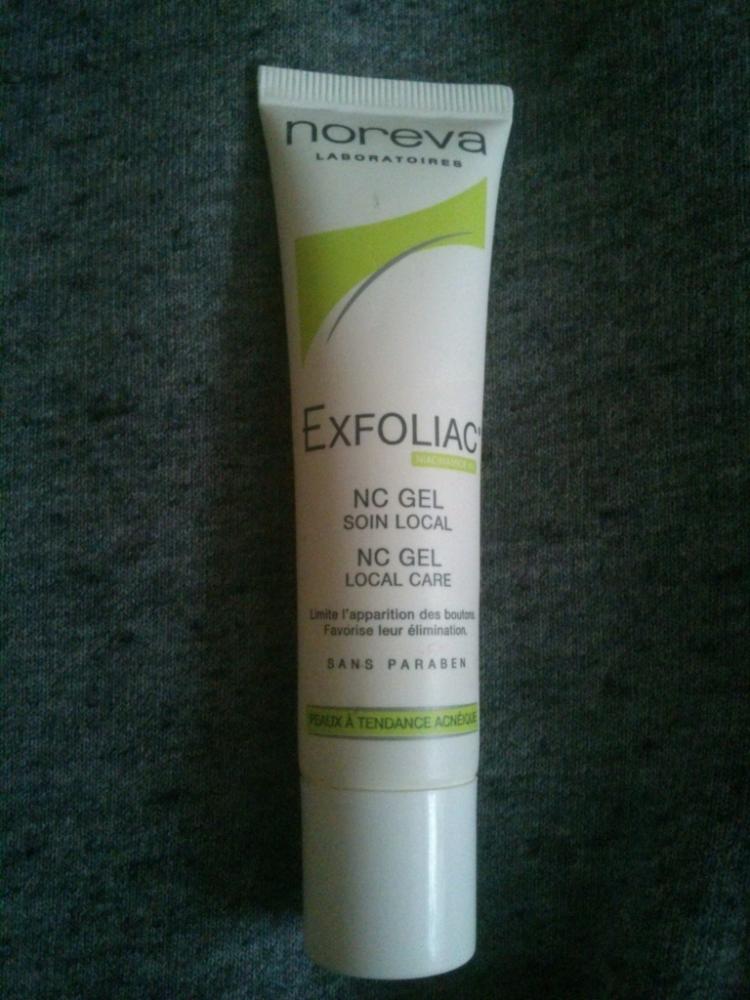 noreva
LABORATOIRES
EXFOLIAC
NC GEL
SOIN LOCAL
NC GEL
LOCAL CARE
Limite l'apparition des boutons.
Favorise leur élimination.
SANS PARABEN
PEAUX À TENDANCE ACNÉIQUE